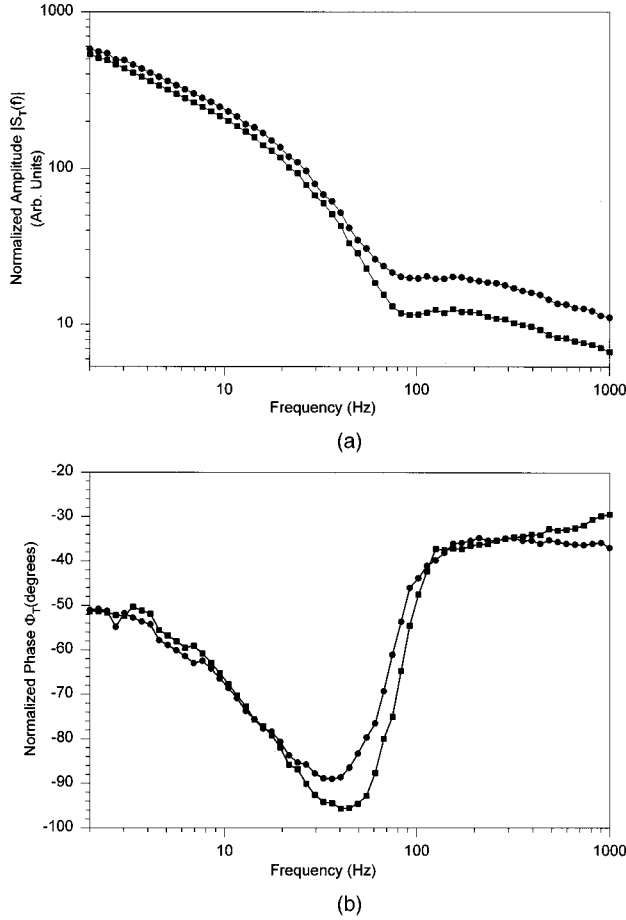 1000
100
10
Normalized Amplitude |S_T(f)|
(Arb. Units)
10 100 1000
Frequency (Hz)
(a)
-20
-30
-40
-50
-60
-70
-80
-90
-100
Normalized Phase Φ_T(degrees)
10 100 1000
Frequency (Hz)
(b)